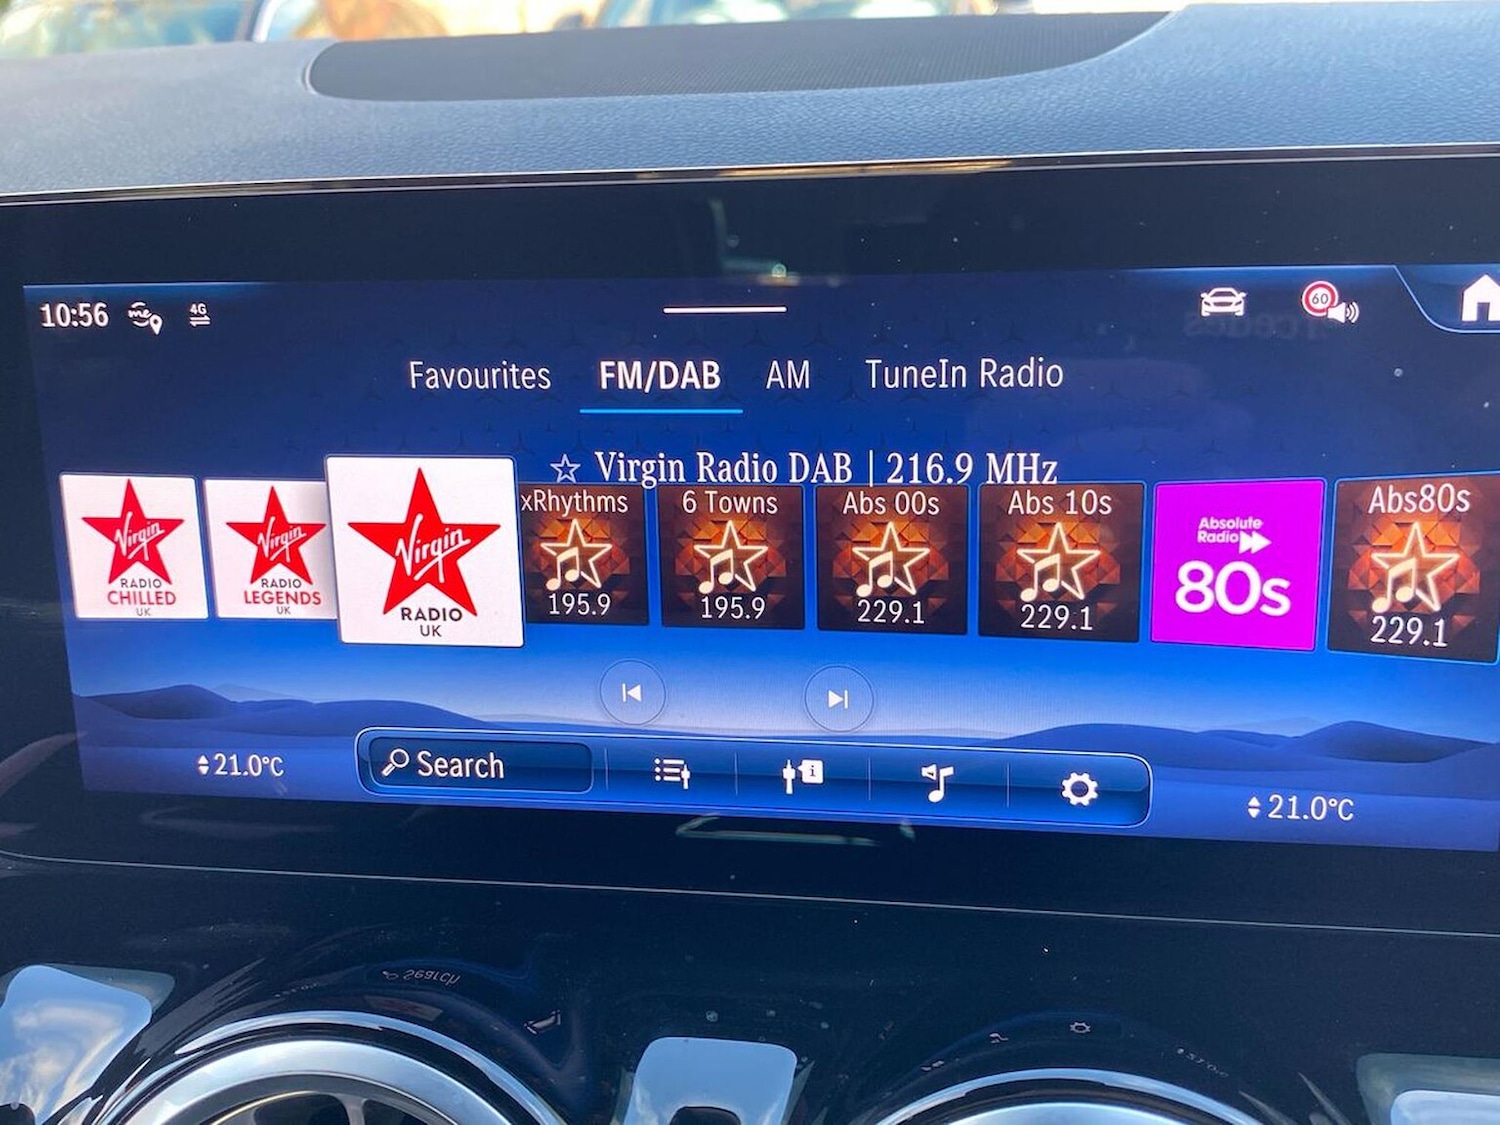 10:56
me
4G
60
Favourites
FM/DAB
AM
TuneIn Radio
Virgin Radio DAB | 216.9 MHz
Virgin
RADIO
CHILLED
UK
Virgin
RADIO
LEGENDS
UK
Virgin
RADIO
UK
xRhythms
195.9
6 Towns
195.9
Abs 00s
229.1
Abs 10s
229.1
Absolute
Radio
80s
Abs80s
229.1
21.0°C
Search
i
21.0°C